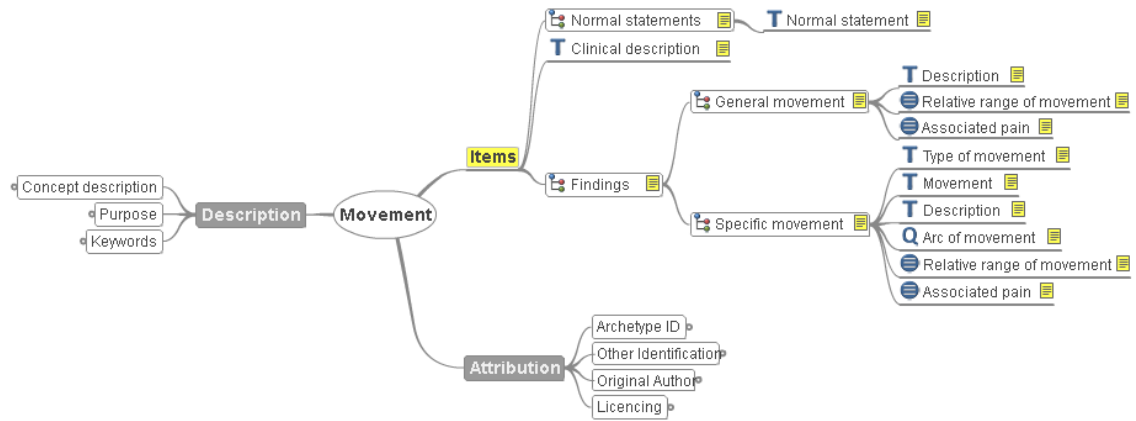 Movement
Description
Concept description
Purpose
Keywords
Items
Normal statements
T Normal statement
T Clinical description
Findings
General movement
T Description
Relative range of movement
Associated pain
Specific movement
T Type of movement
T Movement
T Description
Q Arc of movement
Relative range of movement
Associated pain
Attribution
Archetype ID
Other Identification
Original Author
Licencing